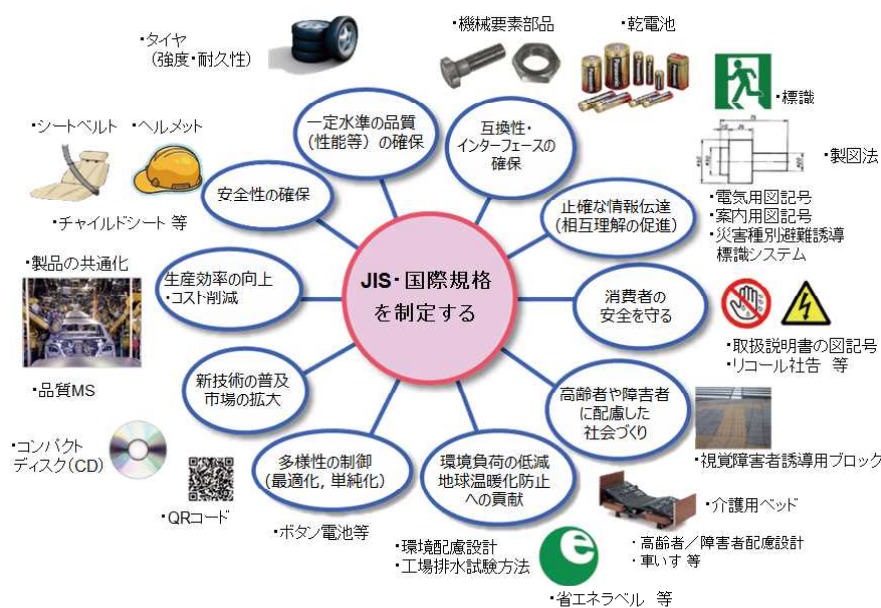 ・タイヤ
（強度・耐久性）
・機械要素部品
・乾電池
・標識
・製図法
・電気用図記号
・案内用図記号
・災害種別避難誘導
標識システム
・シートベルト
・ヘルメット
・チャイルドシート 等
一定水準の品質
（性能等）の確保
互換性・
インターフェースの
確保
安全性の確保
正確な情報伝達
（相互理解の促進）
・製品の共通化
生産効率の向上
・コスト削減
JIS・国際規格
を制定する
消費者の
安全を守る
・取扱説明書の図記号
・リコール社告 等
・品質MS
新技術の普及
市場の拡大
高齢者や障害者
に配慮した
社会づくり
・視覚障害者誘導用ブロック
・コンパクト
ディスク(CD)
・QRコード
多様性の制御
(最適化, 単純化)
・ボタン電池等
環境負荷の低減
地球温暖化防止
への貢献
・介護用ベッド
・高齢者／障害者配慮設計
・車いす 等
・環境配慮設計
・工場排水試験方法
e
・省エネラベル 等